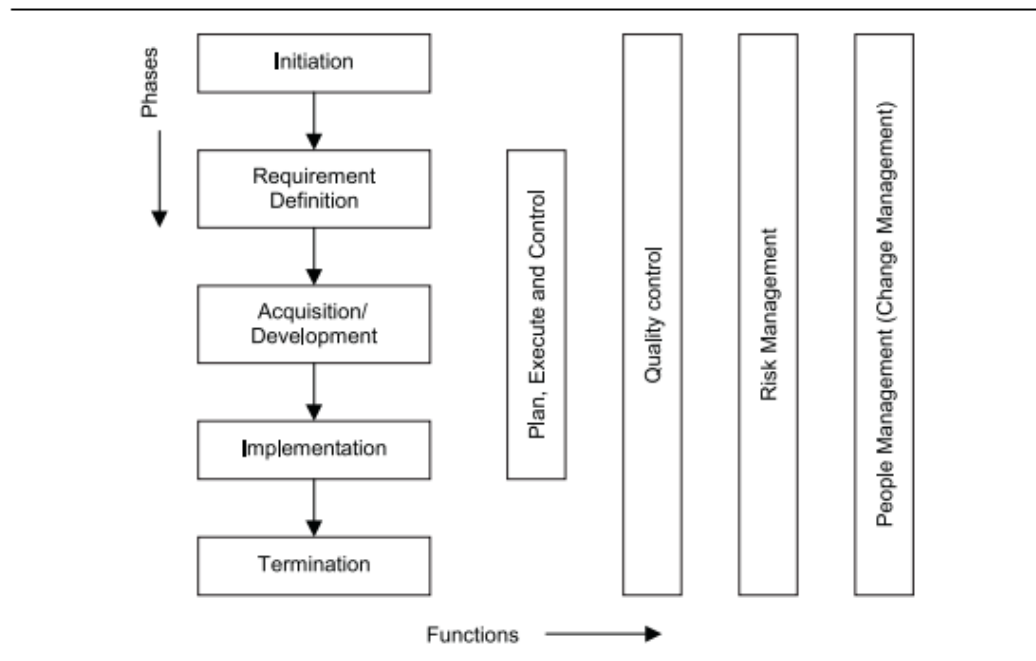 Phases
Initiation
Requirement
Definition
Acquisition/
Development
Implementation
Termination
Plan, Execute and Control
Quality control
Risk Management
People Management (Change Management)
Functions